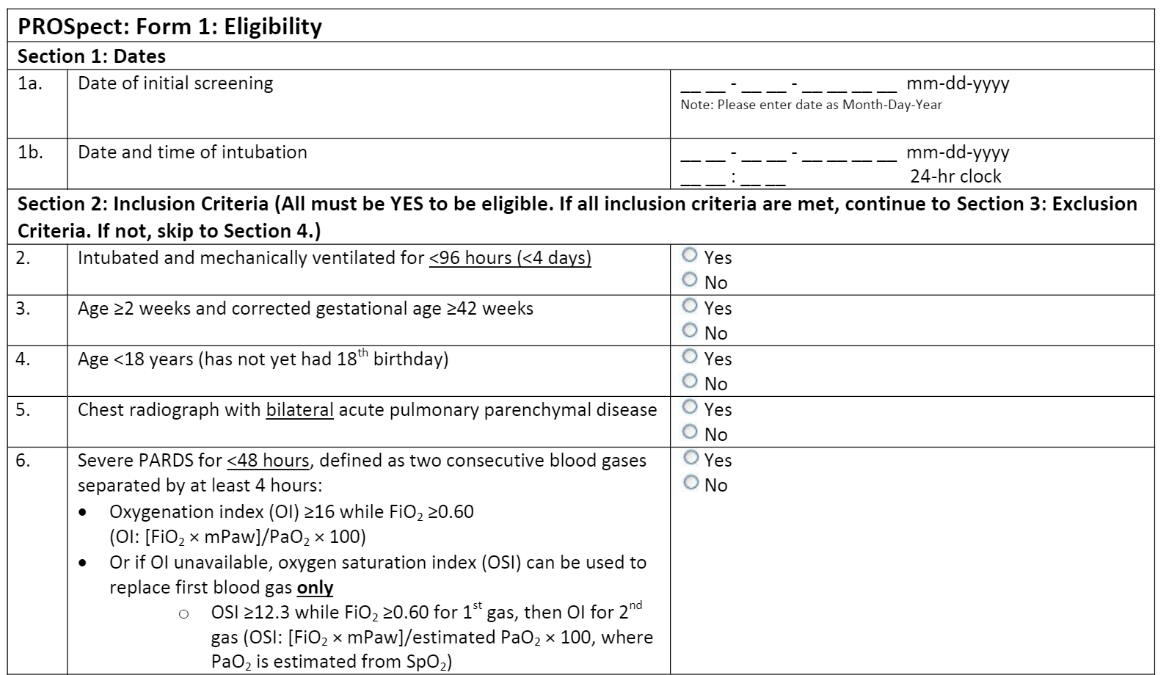 PROSpect: Form 1: Eligibility
Section 1: Dates
1a. Date of initial screening __ __ - __ __ - __ __ __ __ mm-dd-yyyy
Note: Please enter date as Month-Day-Year
1b. Date and time of intubation __ __ - __ __ - __ __ __ __ mm-dd-yyyy
__ __ : __ __ 24-hr clock
Section 2: Inclusion Criteria (All must be YES to be eligible. If all inclusion criteria are met, continue to Section 3: Exclusion
Criteria. If not, skip to Section 4.)
2. Intubated and mechanically ventilated for <96 hours (<4 days)
Yes
No
3. Age ≥2 weeks and corrected gestational age ≥42 weeks
Yes
No
4. Age <18 years (has not yet had 18th birthday)
Yes
No
5. Chest radiograph with bilateral acute pulmonary parenchymal disease
Yes
No
6. Severe PARDS for <48 hours, defined as two consecutive blood gases
separated by at least 4 hours:
• Oxygenation index (OI) ≥16 while FiO₂ ≥0.60
(OI: [FiO₂ × mPaw]/PaO₂ × 100)
• Or if OI unavailable, oxygen saturation index (OSI) can be used to
replace first blood gas only
○ OSI ≥12.3 while FiO₂ ≥0.60 for 1st gas, then OI for 2nd
gas (OSI: [FiO₂ × mPaw]/estimated PaO₂ × 100, where
PaO₂ is estimated from SpO₂)
Yes
No